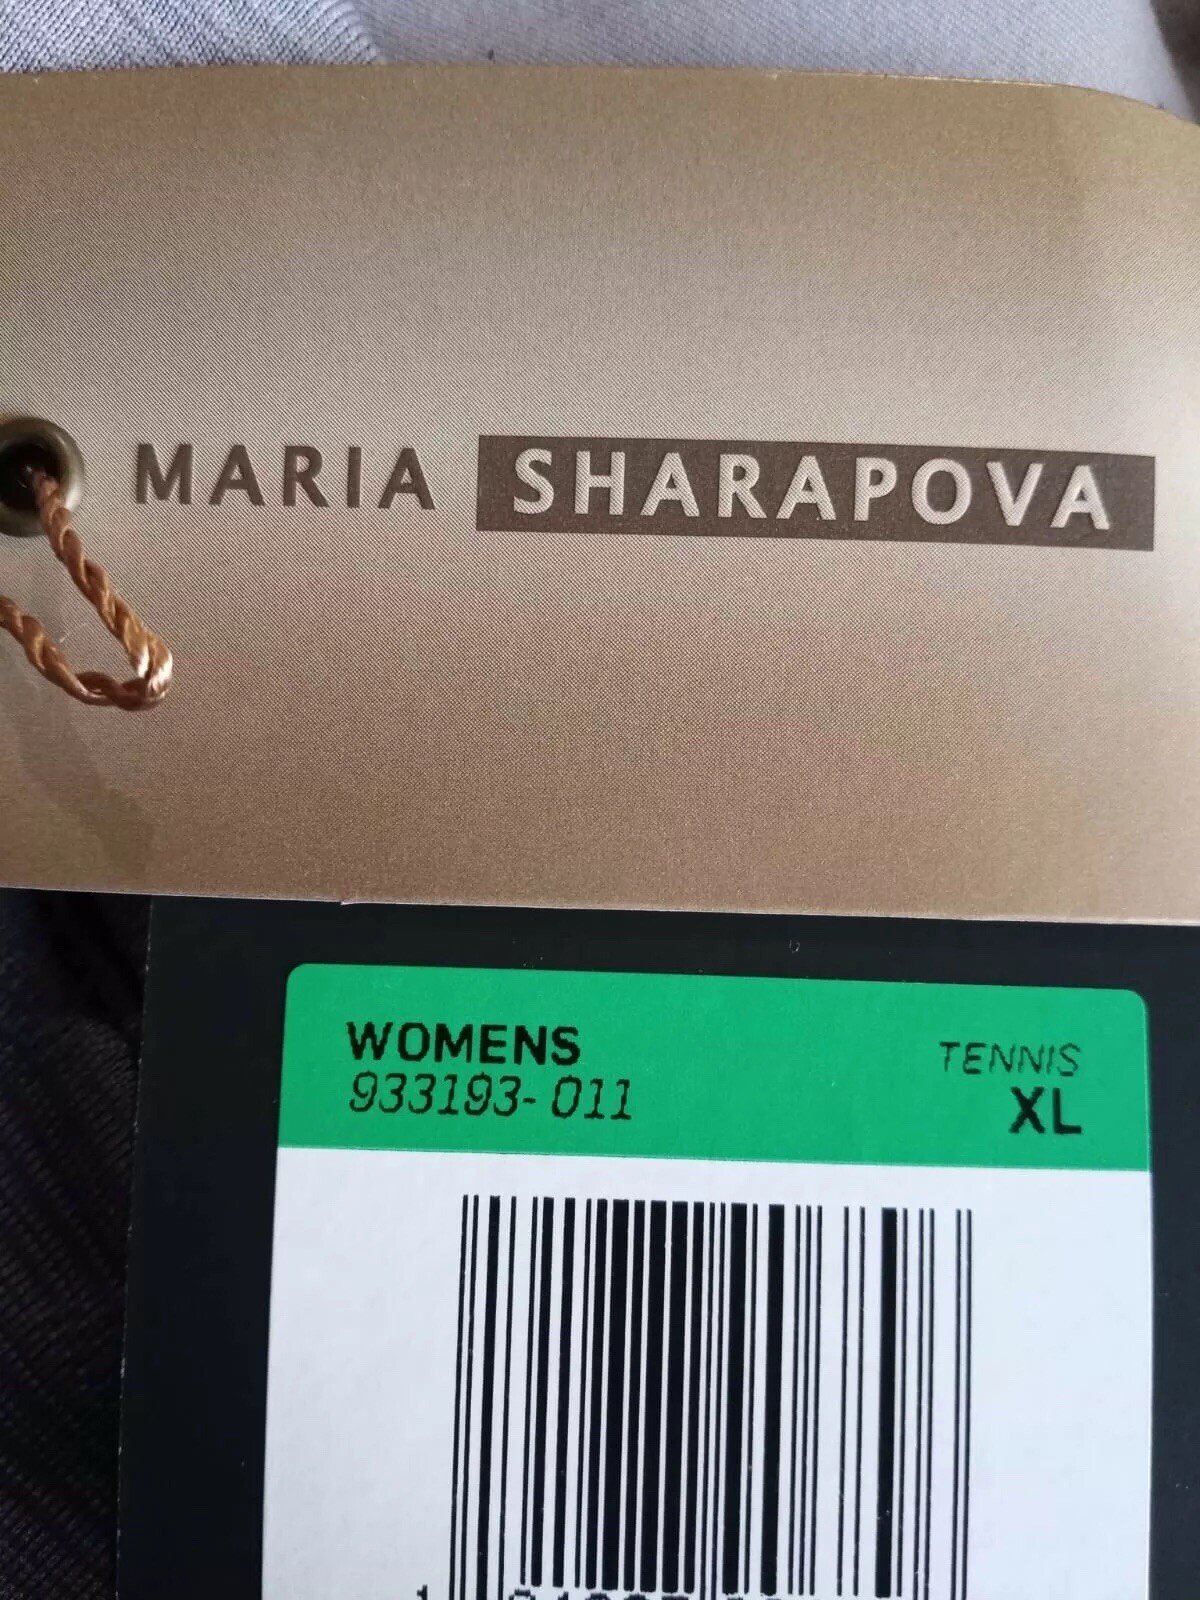 MARIA SHARAPOVA
WOMENS
933193-011
TENNIS
XL